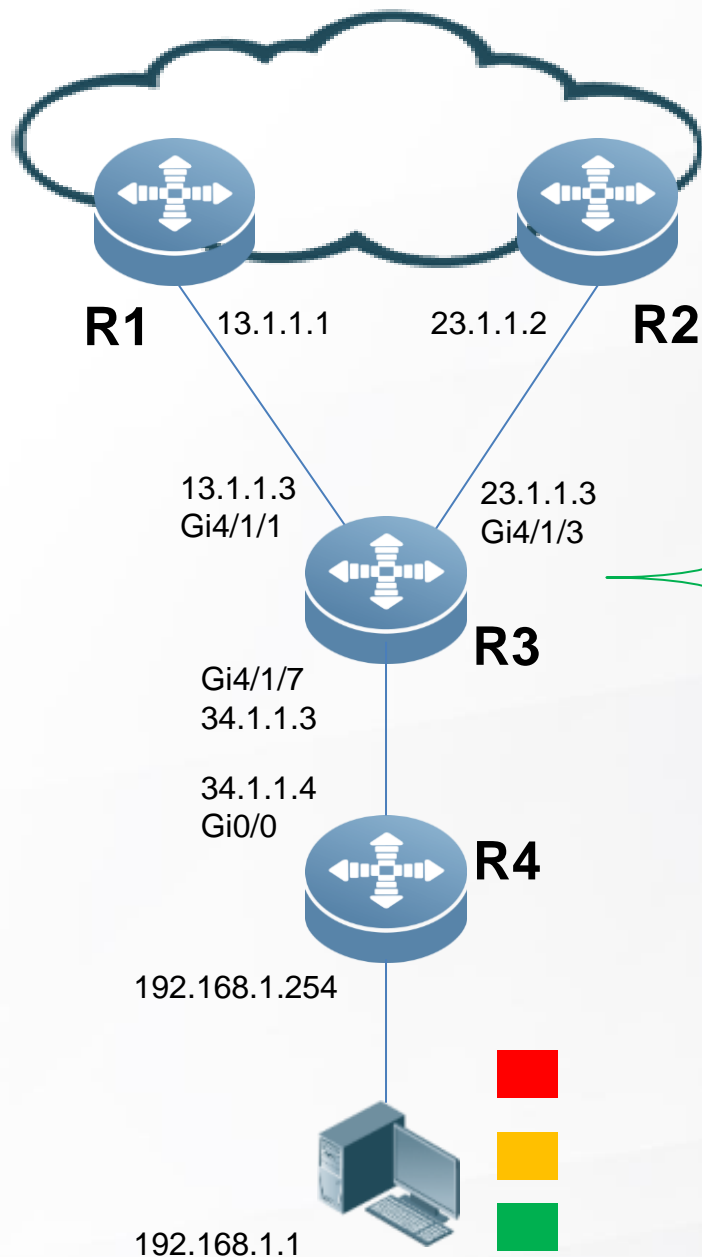 R1
13.1.1.1
23.1.1.2
R2
13.1.1.3
Gi4/1/1
23.1.1.3
Gi4/1/3
R3
Gi4/1/7
34.1.1.3
34.1.1.4
Gi0/0
R4
192.168.1.254
192.168.1.1